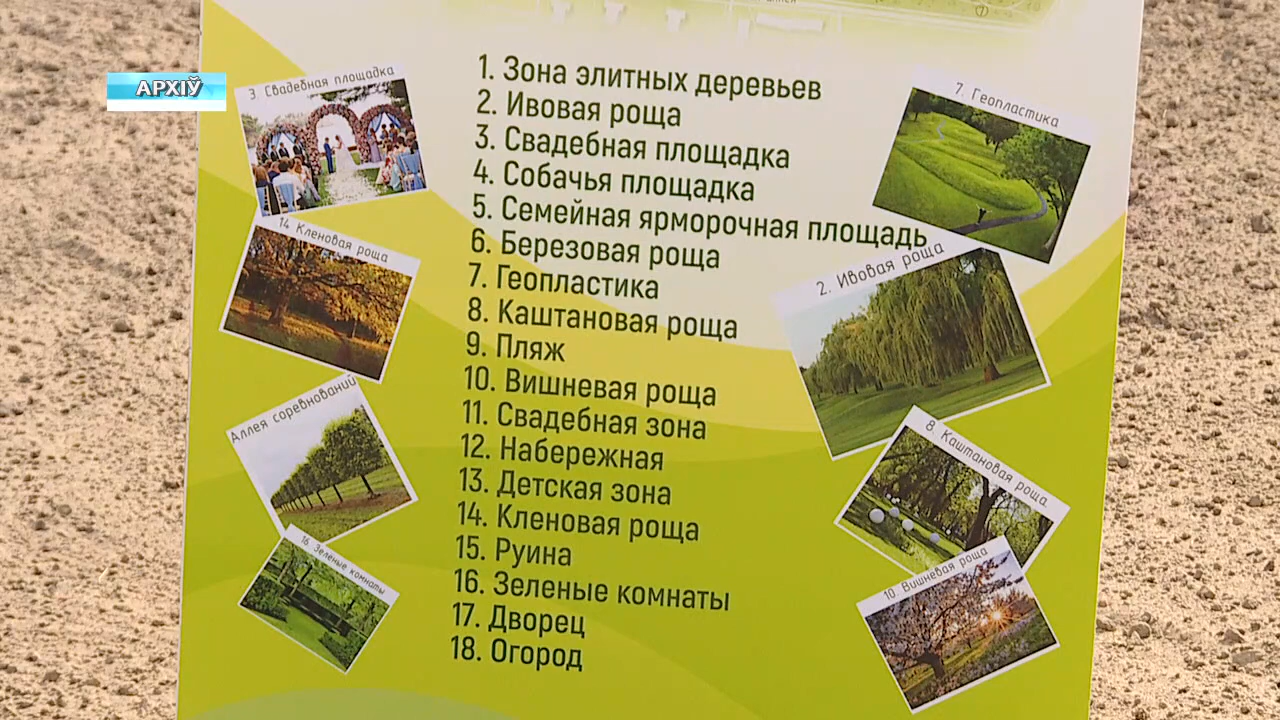 АРХІЎ
1. Зона элитных деревьев
2. Ивовая роща
3. Свадебная площадка
4. Собачья площадка
5. Семейная ярморочная площадь
6. Березовая роща
7. Геопластика
8. Каштановая роща
9. Пляж
10. Вишневая роща
11. Свадебная зона
12. Набережная
13. Детская зона
14. Кленовая роща
15. Руина
16. Зеленые комнаты
17. Дворец
18. Огород
3. Свадебная площадка
14 Кленовая роща
Аллея соревнований
16. Зеленые комнаты
7. Геопластика
2. Ивовая роща
8. Каштановая роща.
10. Вишневая роща